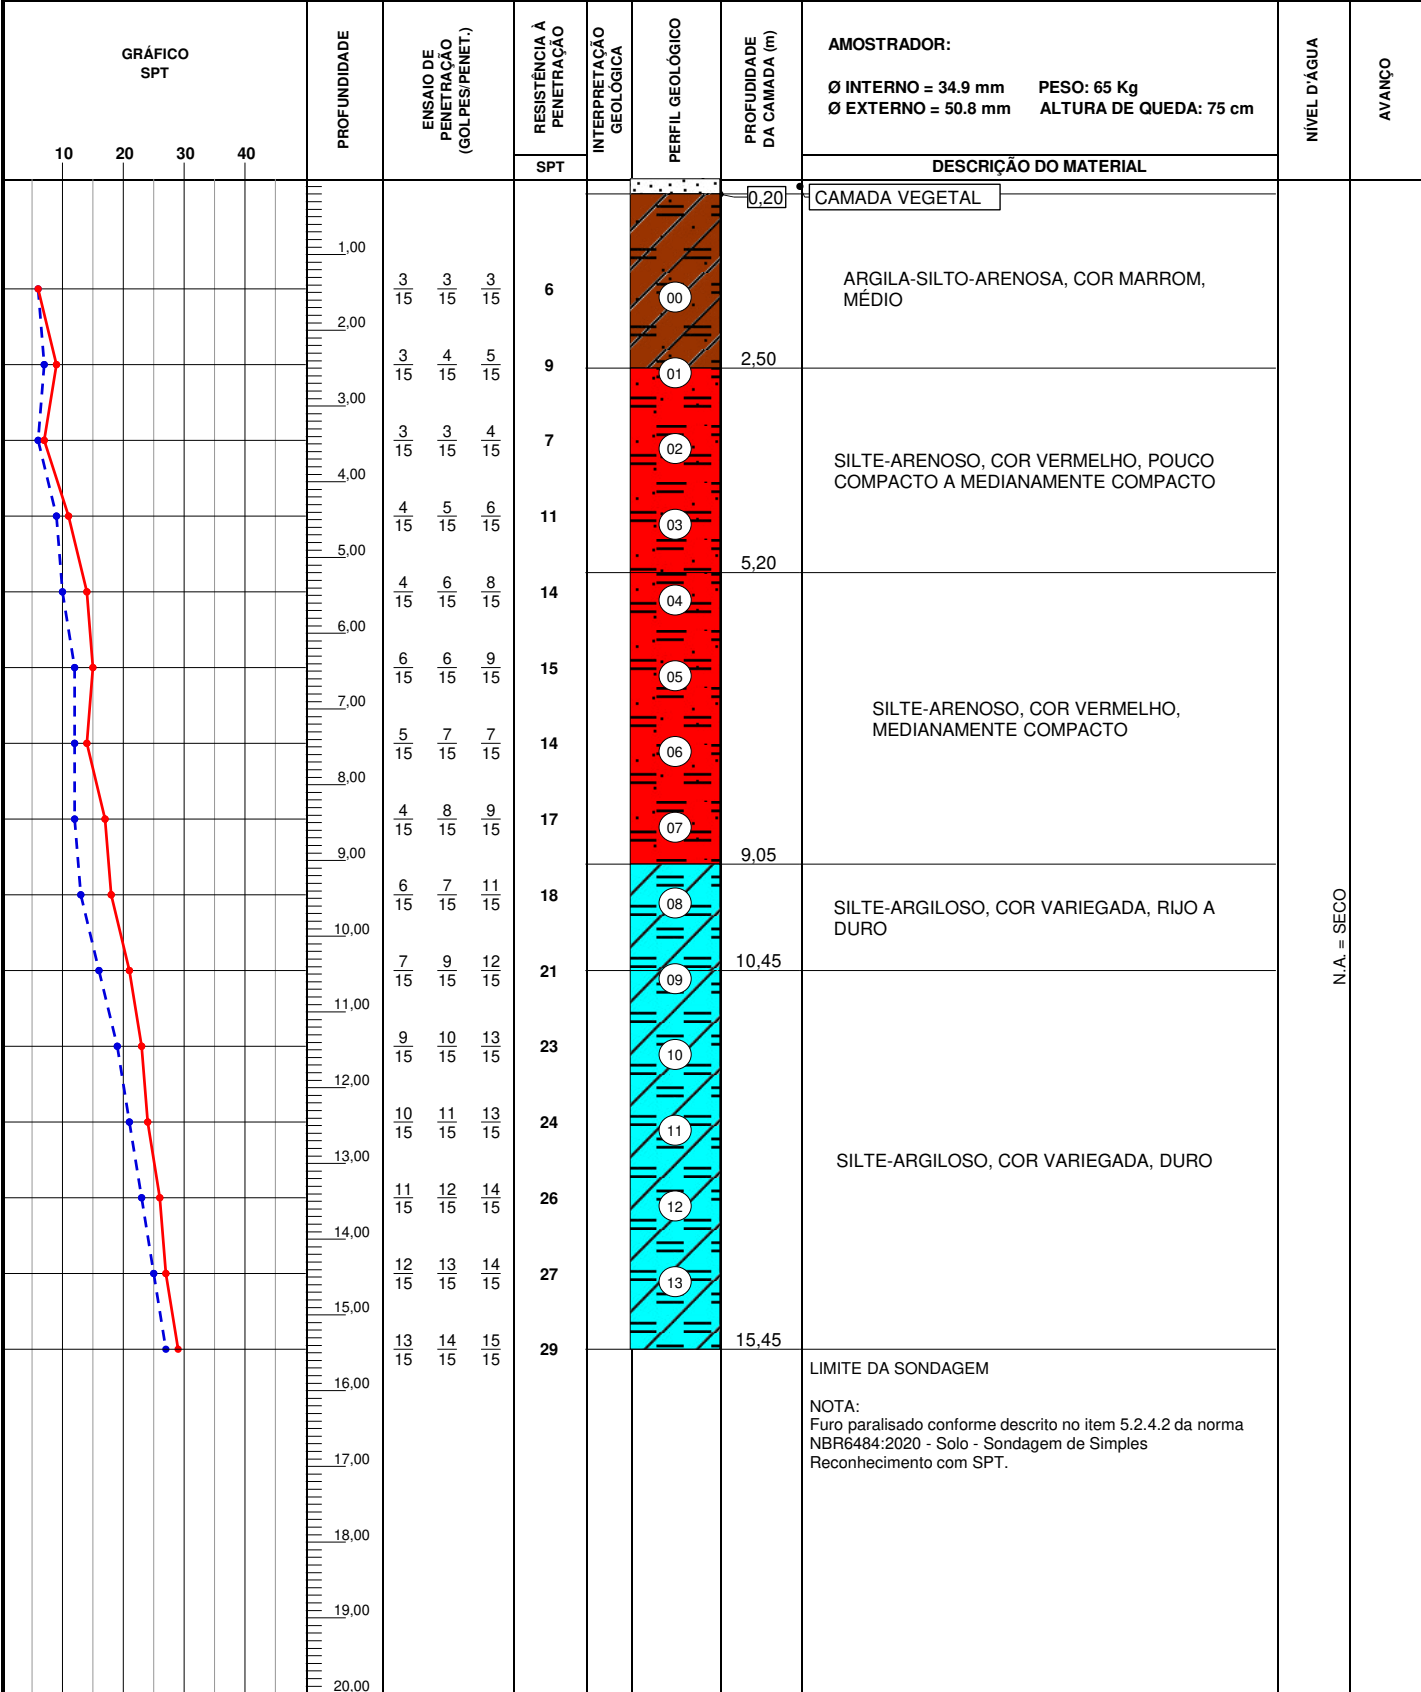 GRÁFICO
SPT
10 20 30 40
PROFUNDIDADE
ENSAIO DE
PENETRAÇÃO
(GOLPES/PENET.)
RESISTÊNCIA À
PENETRAÇÃO
SPT
INTERPRETAÇÃO
GEOLÓGICA
PERFIL GEOLÓGICO
PROFUDIDADE
DA CAMADA (m)
AMOSTRADOR:
Ø INTERNO = 34.9 mm PESO: 65 Kg
Ø EXTERNO = 50.8 mm ALTURA DE QUEDA: 75 cm
DESCRIÇÃO DO MATERIAL
NÍVEL D'ÁGUA
AVANÇO
0,20 CAMADA VEGETAL
1,00
3/15 3/15 3/15 6 00
ARGILA-SILTO-ARENOSA, COR MARROM,
MÉDIO
2,00
3/15 4/15 5/15 9 01 2,50
3,00
3/15 3/15 4/15 7 02
SILTE-ARENOSO, COR VERMELHO, POUCO
COMPACTO A MEDIANAMENTE COMPACTO
4,00
4/15 5/15 6/15 11 03
5,00
5,20
4/15 6/15 8/15 14 04
6,00
6/15 6/15 9/15 15 05
7,00
SILTE-ARENOSO, COR VERMELHO,
MEDIANAMENTE COMPACTO
5/15 7/15 7/15 14 06
8,00
4/15 8/15 9/15 17 07
9,00
9,05
6/15 7/15 11/15 18 08
SILTE-ARGILOSO, COR VARIEGADA, RIJO A
DURO
10,00
7/15 9/15 12/15 21 09 10,45
N.A. = SECO
11,00
9/15 10/15 13/15 23 10
12,00
10/15 11/15 13/15 24 11
13,00
SILTE-ARGILOSO, COR VARIEGADA, DURO
11/15 12/15 14/15 26 12
14,00
12/15 13/15 14/15 27 13
15,00
13/15 14/15 15/15 29 15,45
LIMITE DA SONDAGEM
16,00
NOTA:
Furo paralisado conforme descrito no item 5.2.4.2 da norma
NBR6484:2020 - Solo - Sondagem de Simples
Reconhecimento com SPT.
17,00
18,00
19,00
20,00